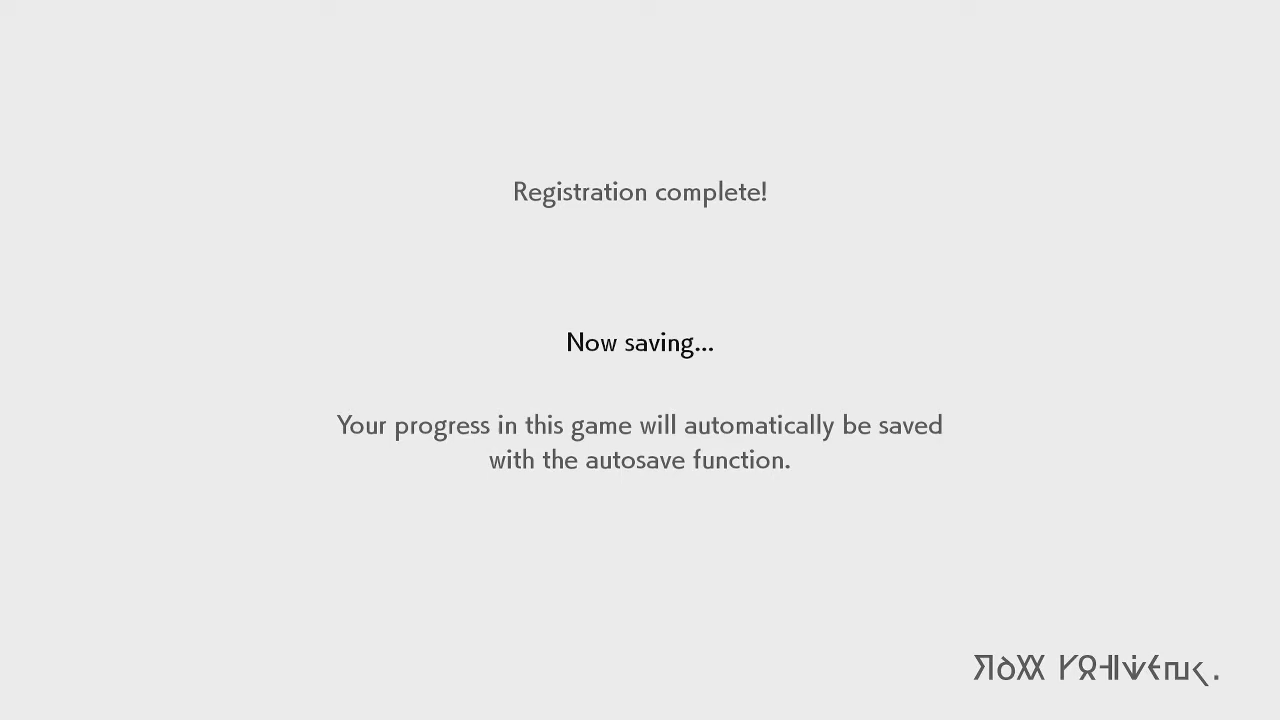 Registration complete!
Now saving...
Your progress in this game will automatically be saved
with the autosave function.